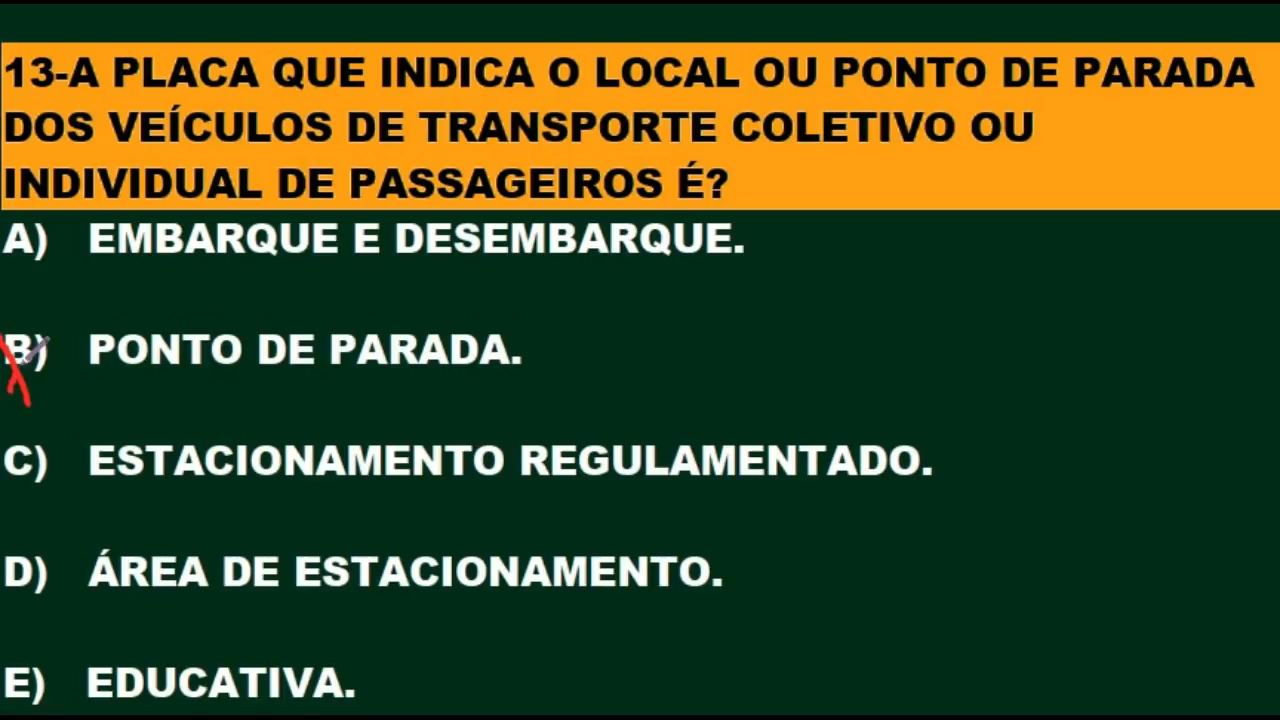 13-A PLACA QUE INDICA O LOCAL OU PONTO DE PARADA
DOS VEÍCULOS DE TRANSPORTE COLETIVO OU
INDIVIDUAL DE PASSAGEIROS É?
A) EMBARQUE E DESEMBARQUE.
B) PONTO DE PARADA.
C) ESTACIONAMENTO REGULAMENTADO.
D) ÁREA DE ESTACIONAMENTO.
E) EDUCATIVA.